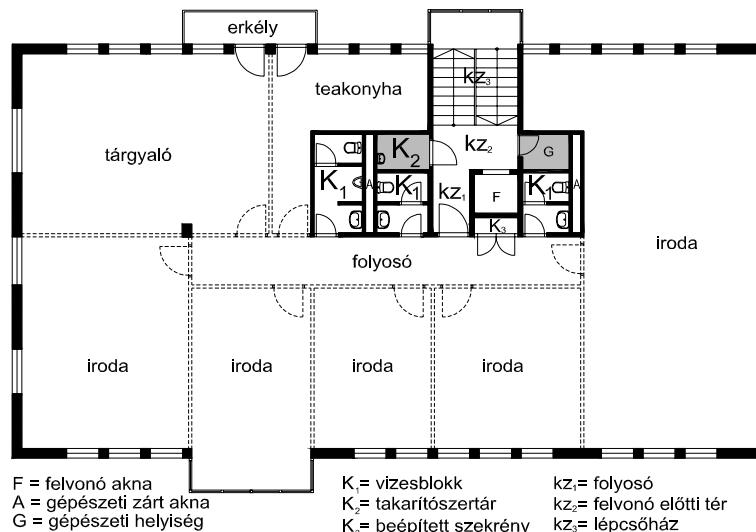 erkély
teakonyha
kz₃
tárgyaló
K₂
kz₂
G
K₁
A
K₁
kz₁
F
K₁
A
K₃
iroda
folyosó
iroda
iroda
iroda
iroda
F = felvonó akna
A = gépészeti zárt akna
G = gépészeti helyiség
K₁= vizesblokk
K₂= takarítószertár
K₃= beépített szekrény
kz₁= folyosó
kz₂= felvonó előtti tér
kz₃= lépcsőház